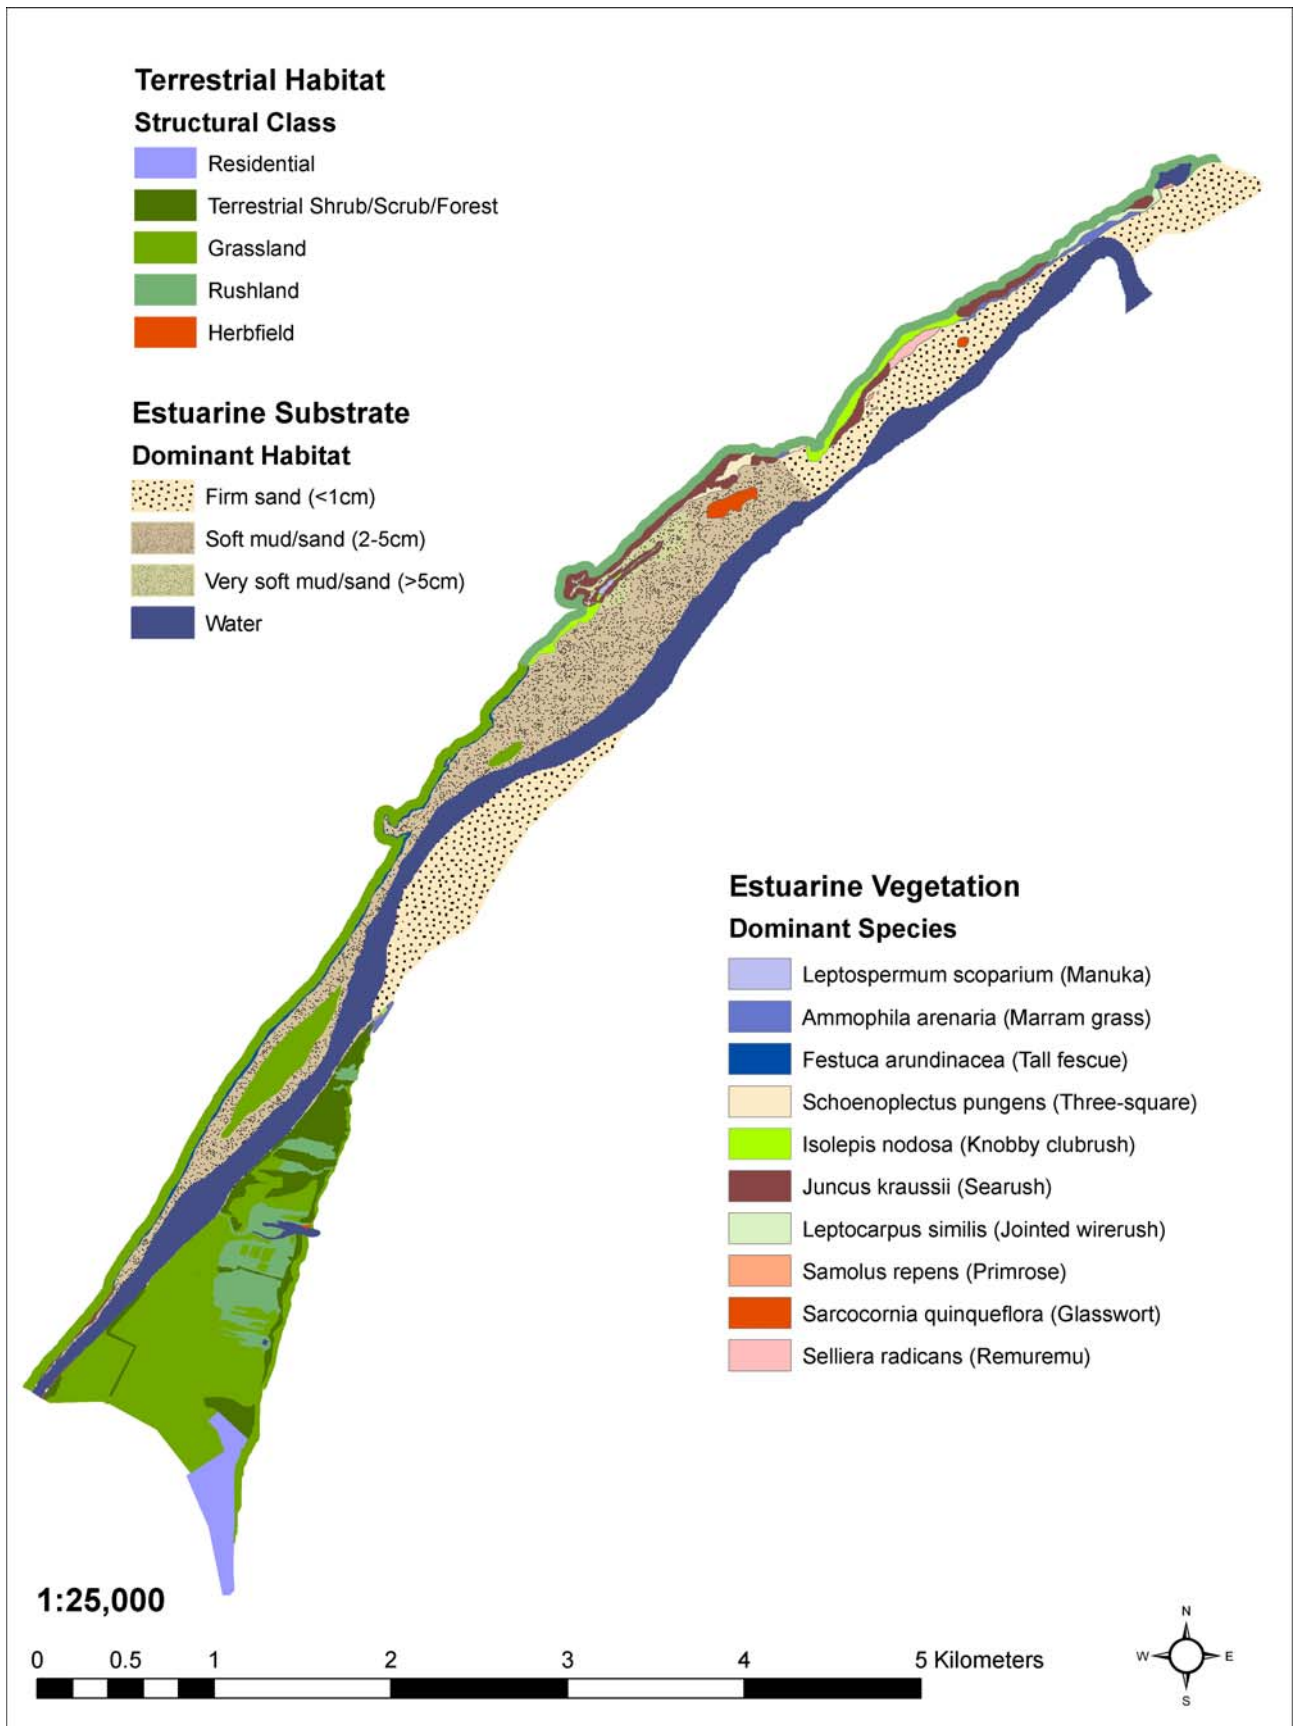 Terrestrial Habitat
Structural Class
Residential
Terrestrial Shrub/Scrub/Forest
Grassland
Rushland
Herbfield
Estuarine Substrate
Dominant Habitat
Firm sand (<1cm)
Soft mud/sand (2-5cm)
Very soft mud/sand (>5cm)
Water
Estuarine Vegetation
Dominant Species
Leptospermum scoparium (Manuka)
Ammophila arenaria (Marram grass)
Festuca arundinacea (Tall fescue)
Schoenoplectus pungens (Three-square)
Isolepis nodosa (Knobby clubrush)
Juncus kraussii (Searush)
Leptocarpus similis (Jointed wirerush)
Samolus repens (Primrose)
Sarcocornia quinqueflora (Glasswort)
Selliera radicans (Remuremu)
1:25,000
0 0.5 1 2 3 4 5 Kilometers
N
W E
S